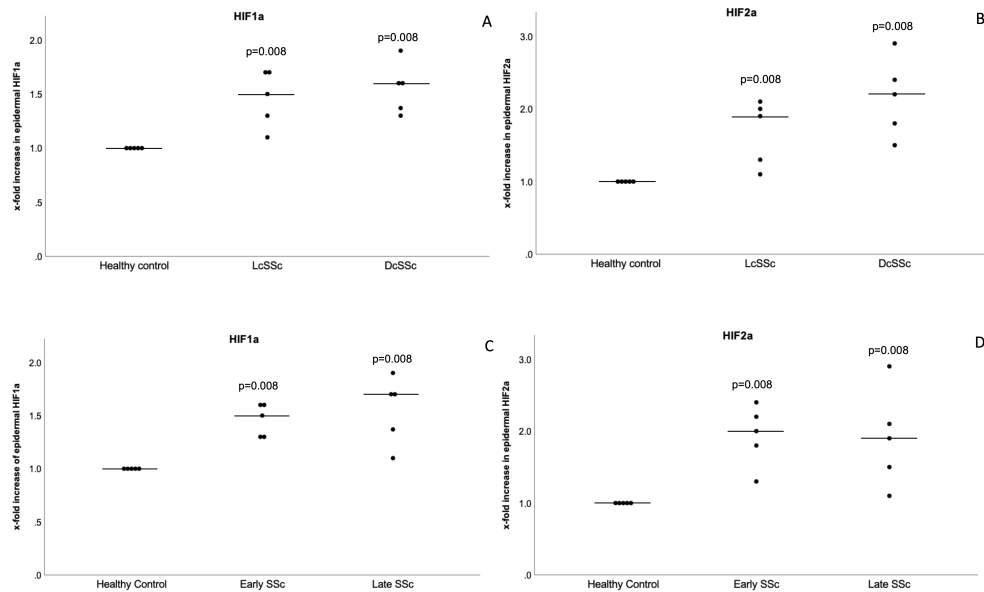 HIF1a
A
x-fold increase in epidermal HIF1a
2.0
1.5
1.0
.5
.0
p=0.008
p=0.008
Healthy control
LcSSc
DcSSc
HIF2a
B
x-fold increase in epidermal HIF2a
3.0
2.0
1.0
.0
p=0.008
p=0.008
Healthy control
LcSSc
DcSSc
HIF1a
C
x-fold increase of epidermal HIF1a
2.0
1.5
1.0
.5
.0
p=0.008
p=0.008
Healthy Control
Early SSc
Late SSc
HIF2a
D
x-fold increase in epidermal HIF2a
3.0
2.0
1.0
.0
p=0.008
p=0.008
Healthy Control
Early SSc
Late SSc